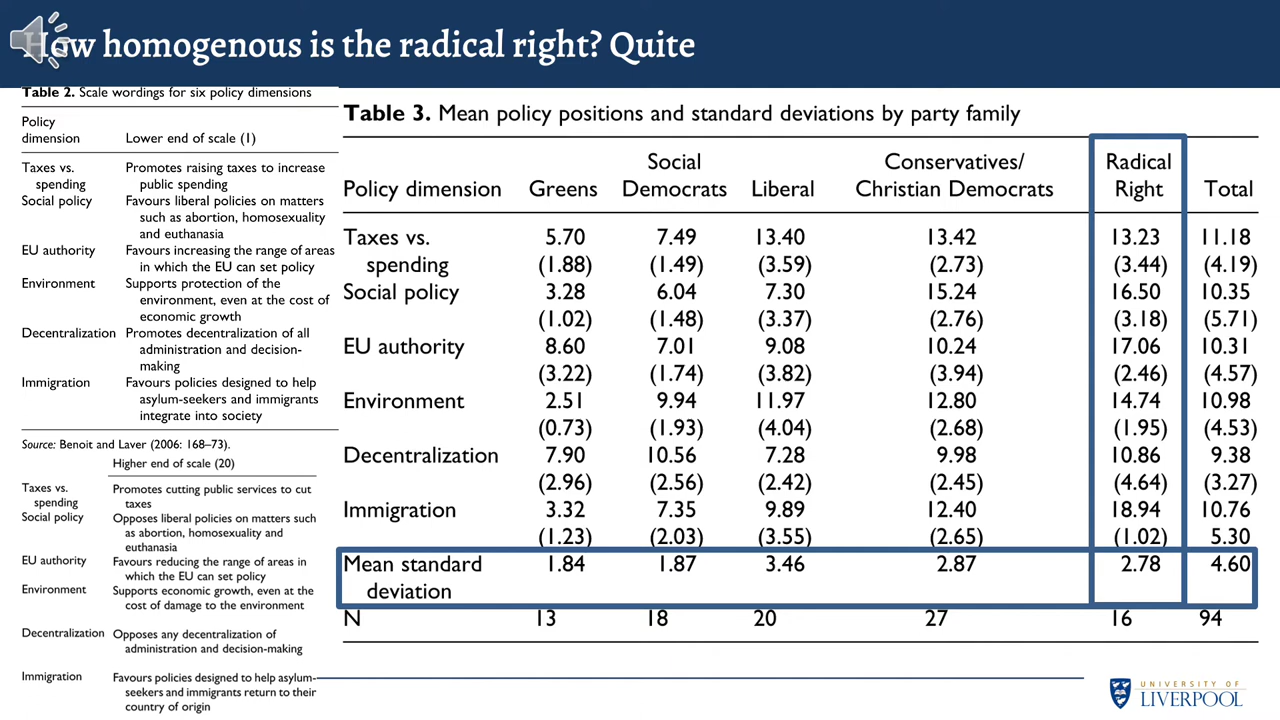 How homogenous is the radical right? Quite
Table 2. Scale wordings for six policy dimensions
Policy
dimension Lower end of scale (1)
Taxes vs. Promotes raising taxes to increase
spending public spending
Social policy Favours liberal policies on matters
such as abortion, homosexuality
and euthanasia
EU authority Favours increasing the range of areas
in which the EU can set policy
Environment Supports protection of the
environment, even at the cost of
economic growth
Decentralization Promotes decentralization of all
administration and decision-
making
Immigration Favours policies designed to help
asylum-seekers and immigrants
integrate into society
Source: Benoit and Laver (2006: 168–73).
Higher end of scale (20)
Taxes vs. Promotes cutting public services to cut
spending taxes
Social policy Opposes liberal policies on matters such
as abortion, homosexuality and
euthanasia
EU authority Favours reducing the range of areas in
which the EU can set policy
Environment Supports economic growth, even at the
cost of damage to the environment
Decentralization Opposes any decentralization of
administration and decision-making
Immigration Favours policies designed to help asylum-
seekers and immigrants return to their
country of origin
Table 3. Mean policy positions and standard deviations by party family
Social Conservatives/ Radical
Policy dimension Greens Democrats Liberal Christian Democrats Right Total
Taxes vs. 5.70 7.49 13.40 13.42 13.23 11.18
spending (1.88) (1.49) (3.59) (2.73) (3.44) (4.19)
Social policy 3.28 6.04 7.30 15.24 16.50 10.35
(1.02) (1.48) (3.37) (2.76) (3.18) (5.71)
EU authority 8.60 7.01 9.08 10.24 17.06 10.31
(3.22) (1.74) (3.82) (3.94) (2.46) (4.57)
Environment 2.51 9.94 11.97 12.80 14.74 10.98
(0.73) (1.93) (4.04) (2.68) (1.95) (4.53)
Decentralization 7.90 10.56 7.28 9.98 10.86 9.38
(2.96) (2.56) (2.42) (2.45) (4.64) (3.27)
Immigration 3.32 7.35 9.89 12.40 18.94 10.76
(1.23) (2.03) (3.55) (2.65) (1.02) 5.30
Mean standard 1.84 1.87 3.46 2.87 2.78 4.60
deviation
N 13 18 20 27 16 94
UNIVERSITY OF
LIVERPOOL